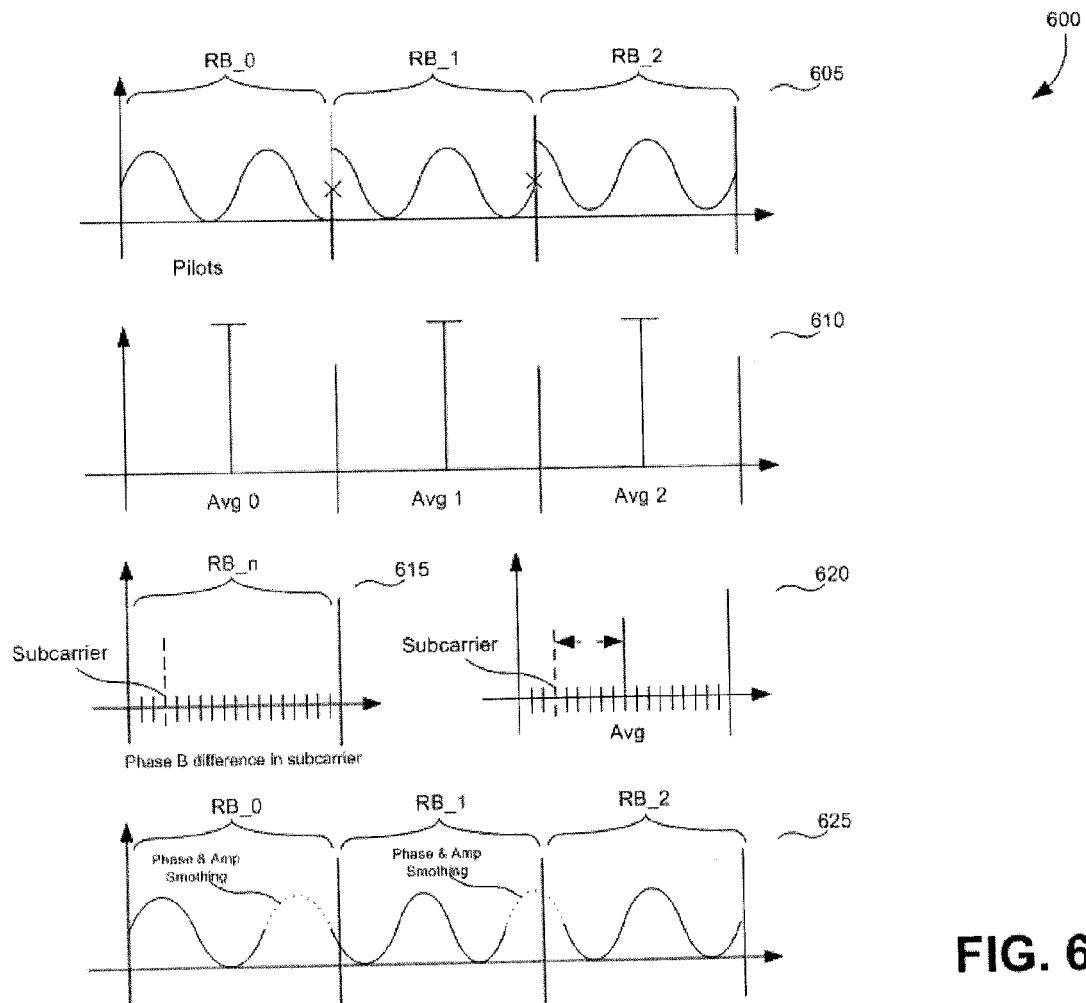 600
RB_0 RB_1 RB_2
605
Pilots
610
Avg 0 Avg 1 Avg 2
RB_n
615
620
Subcarrier
Subcarrier
Avg
Phase B difference in subcarrier
RB_0 RB_1 RB_2
625
Phase & Amp
Smothing
Phase & Amp
Smothing
FIG. 6